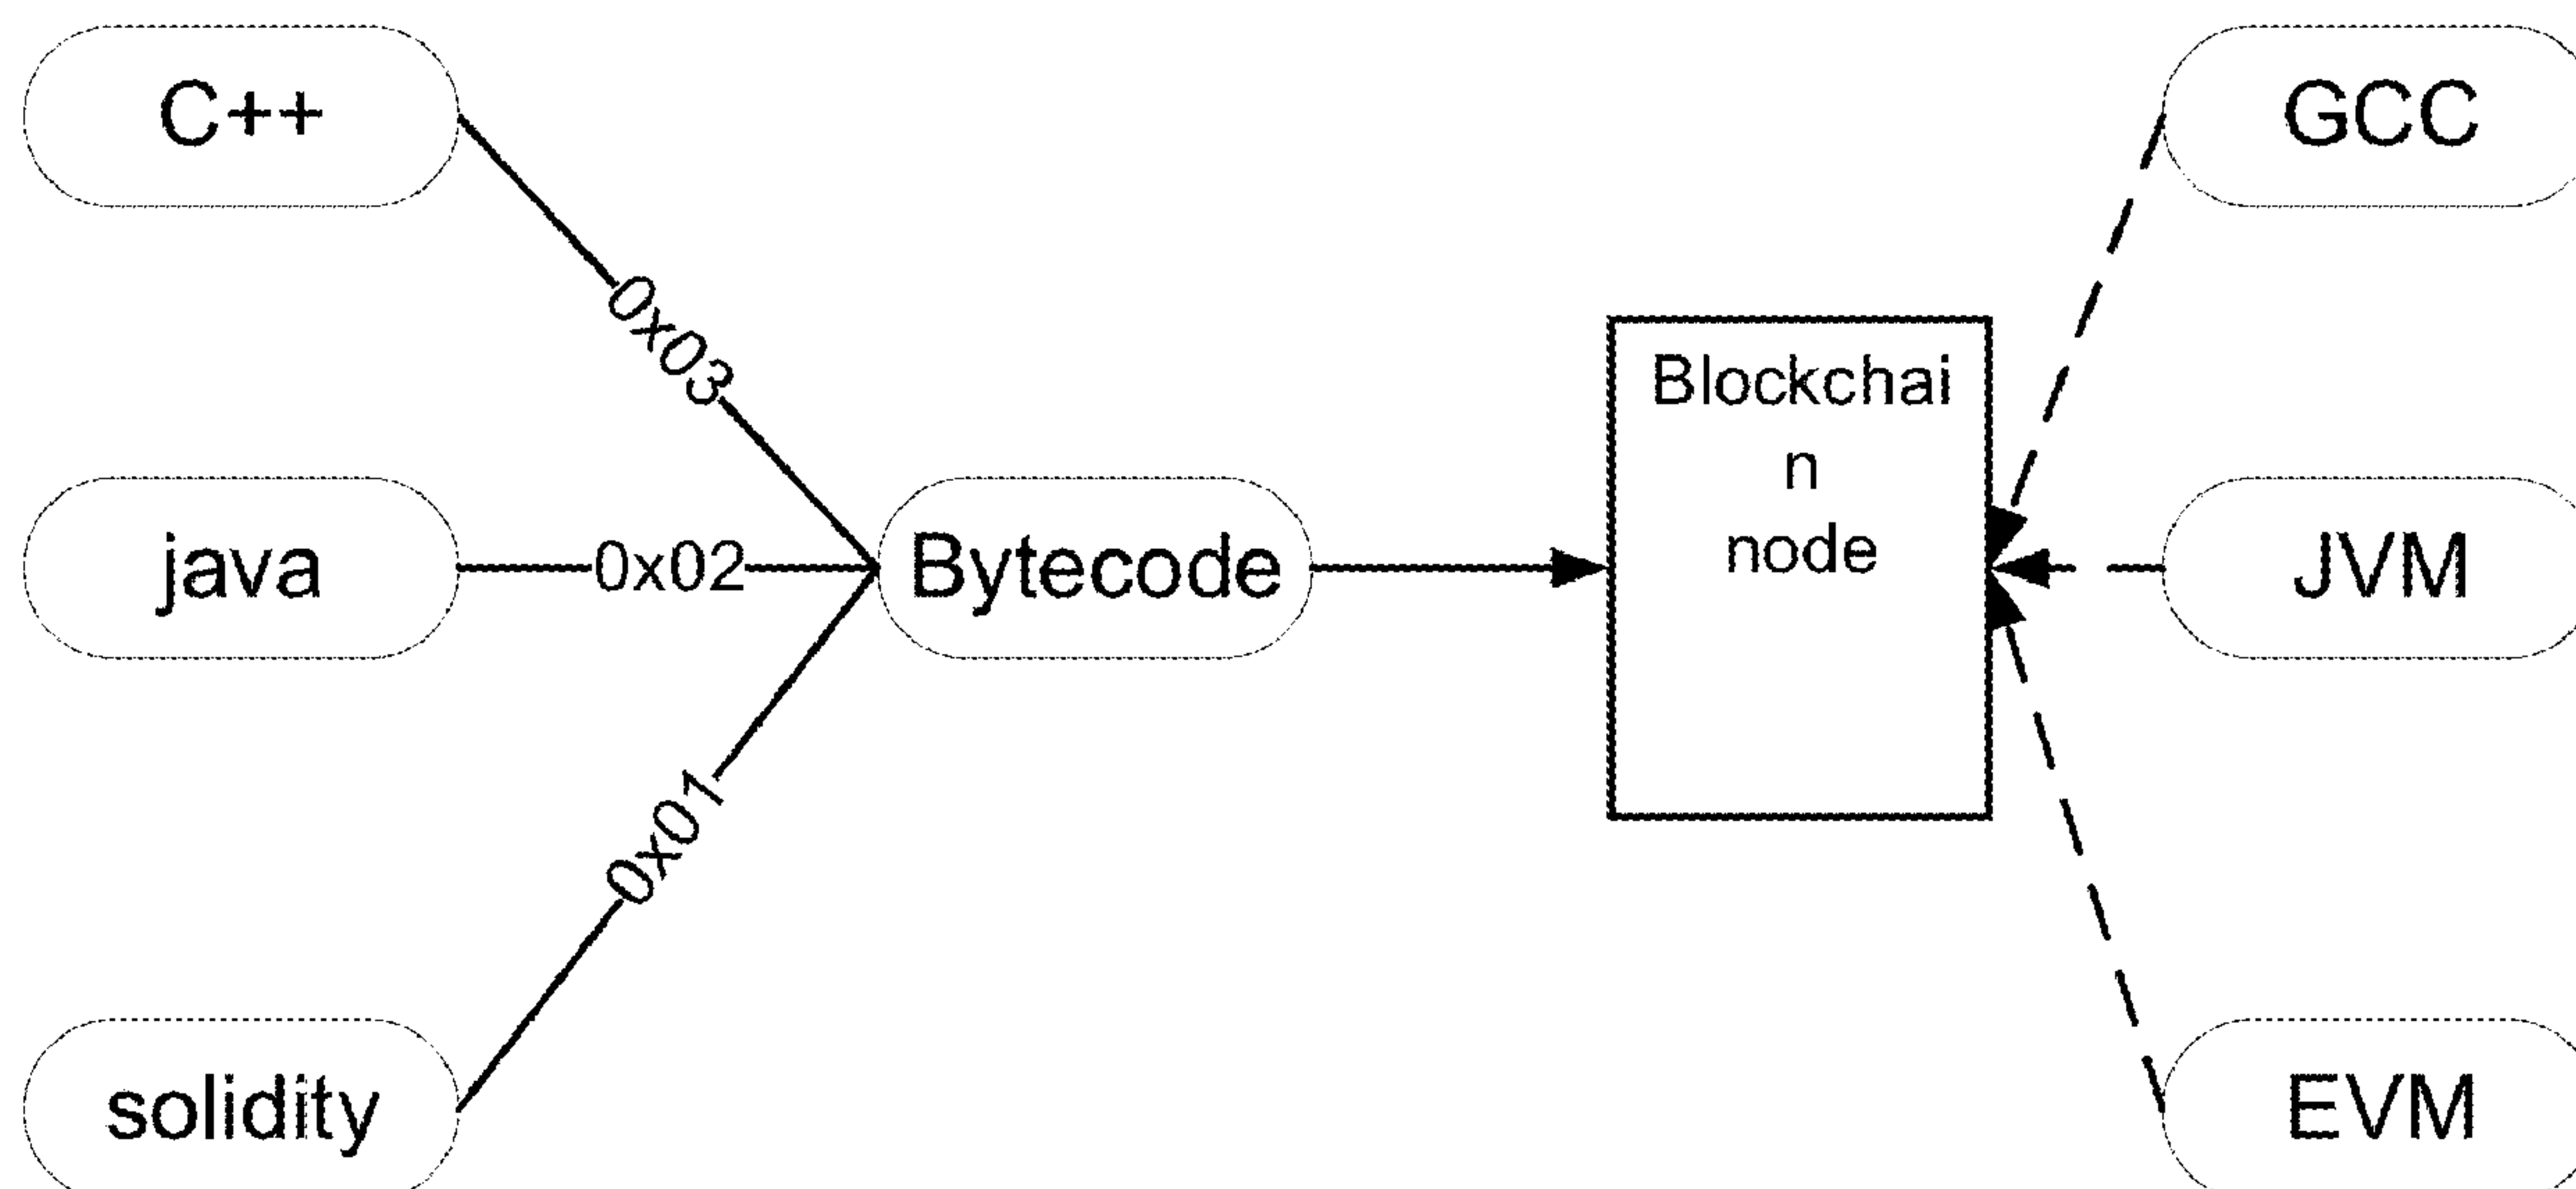 C++
GCC
0x03
Blockchai
n
node
java
0x02
Bytecode
JVM
0x01
solidity
EVM